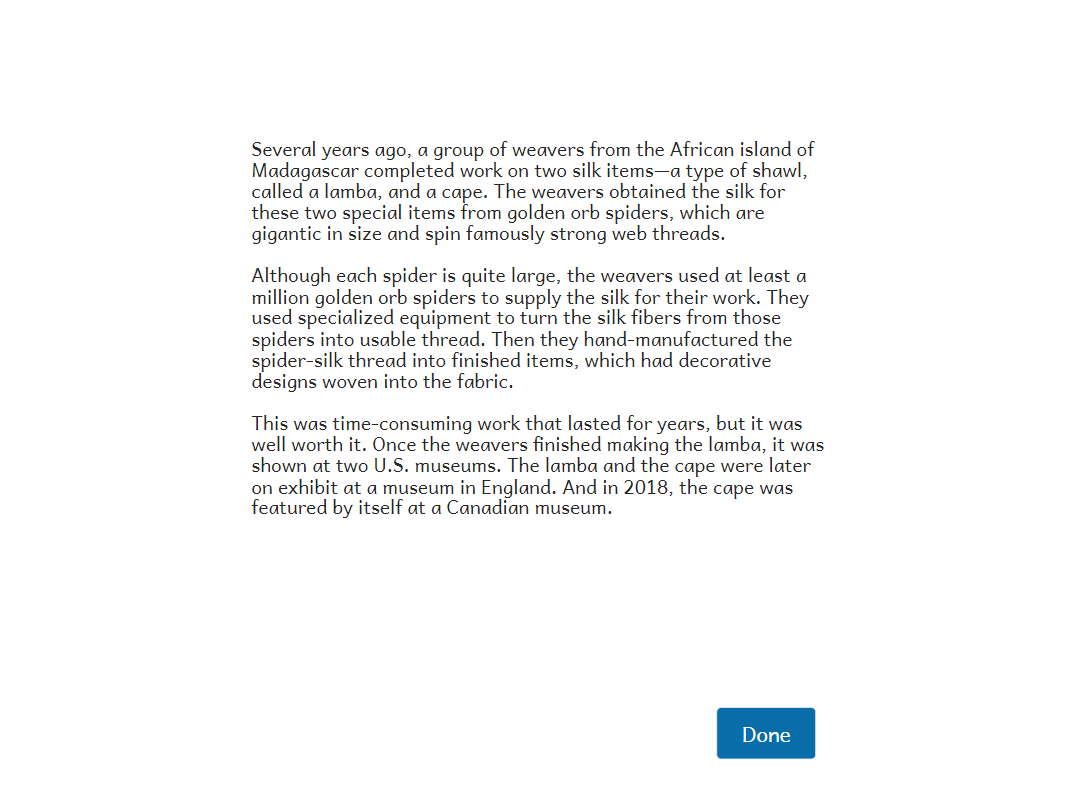 Several years ago, a group of weavers from the African island of
Madagascar completed work on two silk items—a type of shawl,
called a lamba, and a cape. The weavers obtained the silk for
these two special items from golden orb spiders, which are
gigantic in size and spin famously strong web threads.
Although each spider is quite large, the weavers used at least a
million golden orb spiders to supply the silk for their work. They
used specialized equipment to turn the silk fibers from those
spiders into usable thread. Then they hand-manufactured the
spider-silk thread into finished items, which had decorative
designs woven into the fabric.
This was time-consuming work that lasted for years, but it was
well worth it. Once the weavers finished making the lamba, it was
shown at two U.S. museums. The lamba and the cape were later
on exhibit at a museum in England. And in 2018, the cape was
featured by itself at a Canadian museum.
Done